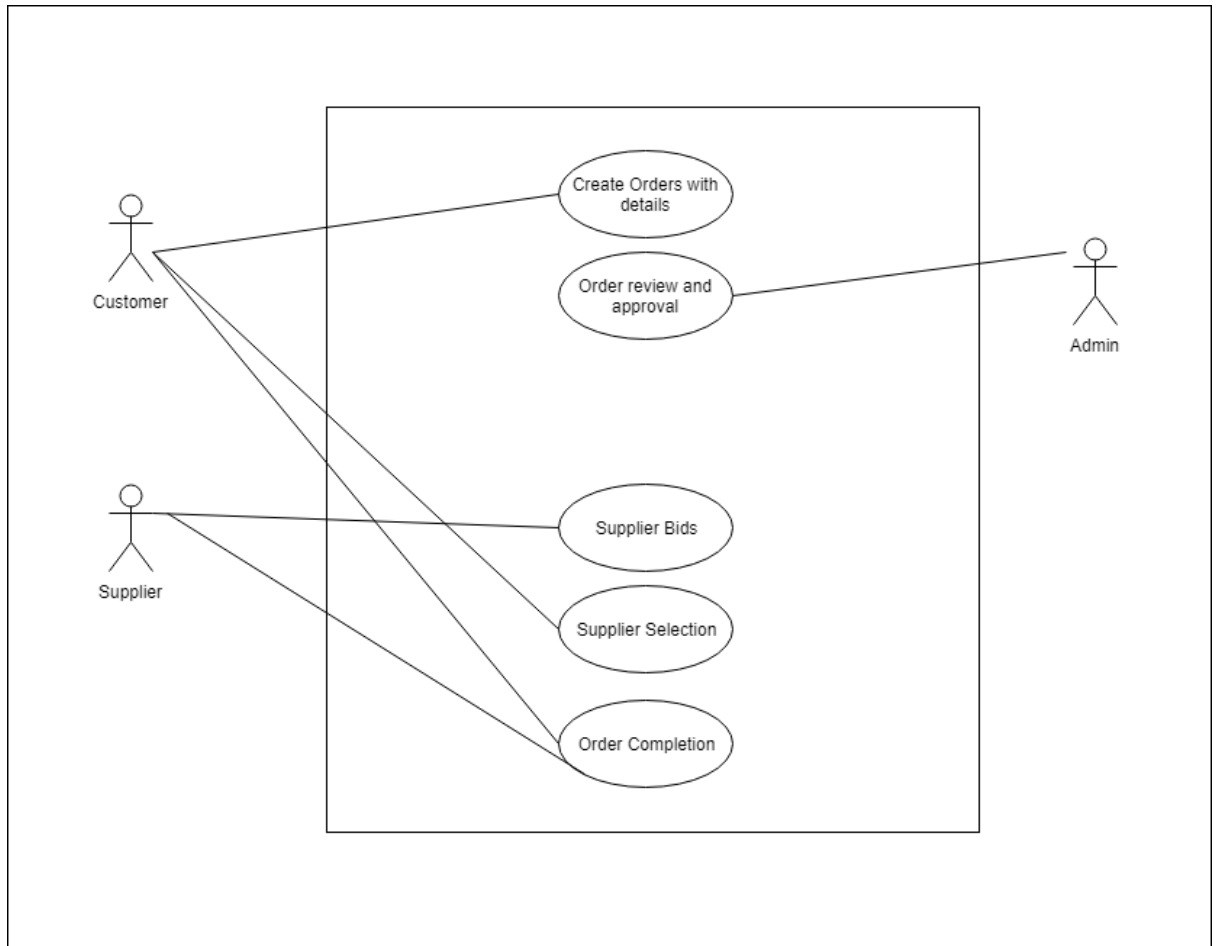 Create Orders with
details
Customer
Order review and
approval
Admin
Supplier Bids
Supplier
Supplier Selection
Order Completion